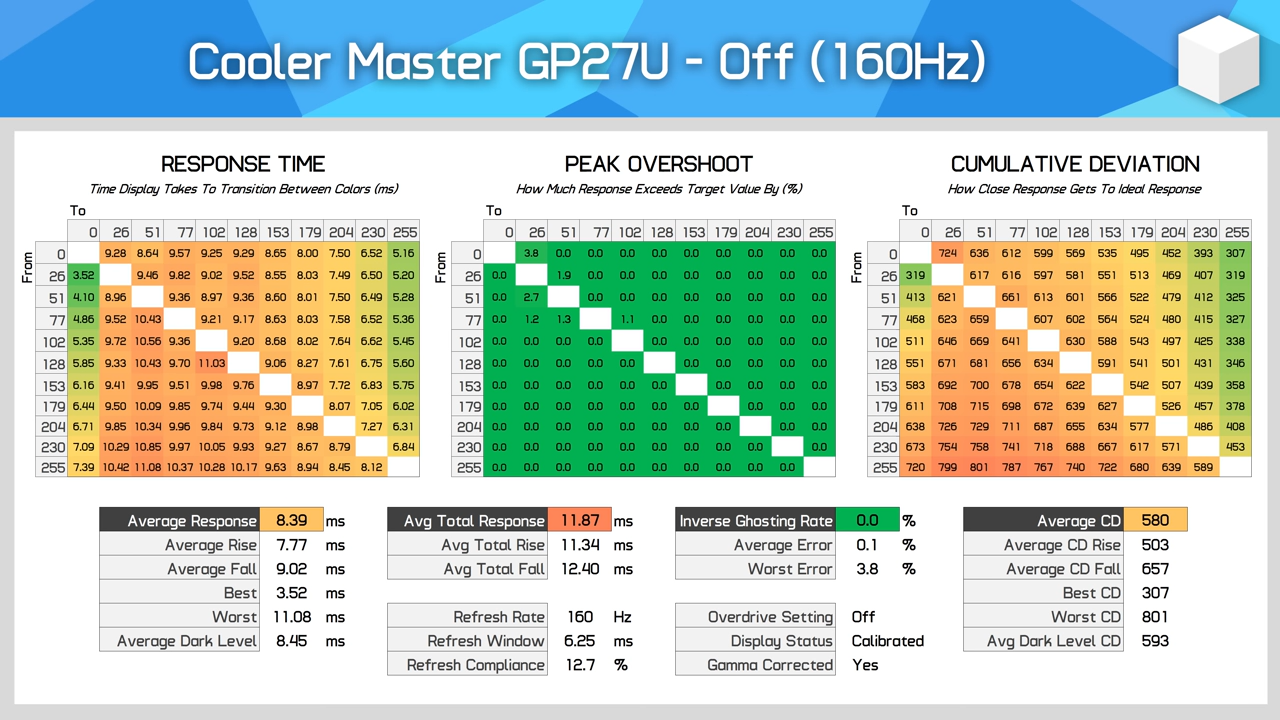 Cooler Master GP27U - Off (160Hz)
RESPONSE TIME
Time Display Takes To Transition Between Colors (ms)
To
From
0 26 51 77 102 128 153 179 204 230 255
0 9.28 8.64 9.57 9.25 9.29 8.65 8.00 7.50 6.52 5.16
26 3.52 9.46 9.82 9.02 9.52 8.55 8.03 7.49 6.50 5.20
51 4.10 8.96 9.36 8.97 9.36 8.60 8.01 7.50 6.49 5.28
77 4.86 9.52 10.43 9.21 9.17 8.63 8.03 7.58 6.52 5.36
102 5.35 9.72 10.56 9.36 9.20 8.68 8.02 7.64 6.62 5.45
128 5.85 9.33 10.43 9.70 11.03 9.06 8.27 7.61 6.75 5.60
153 6.16 9.41 9.95 9.51 9.98 9.76 8.97 7.72 6.83 5.75
179 6.44 9.50 10.09 9.85 9.74 9.44 9.30 8.07 7.05 6.02
204 6.71 9.85 10.34 9.96 9.84 9.73 9.12 8.98 7.27 6.31
230 7.09 10.29 10.85 9.97 10.05 9.93 9.27 8.67 8.79 6.84
255 7.39 10.42 11.08 10.37 10.28 10.17 9.63 8.94 8.45 8.12
PEAK OVERSHOOT
How Much Response Exceeds Target Value By (%)
To
From
0 26 51 77 102 128 153 179 204 230 255
0 3.8 0.0 0.0 0.0 0.0 0.0 0.0 0.0 0.0 0.0
26 0.0 1.9 0.0 0.0 0.0 0.0 0.0 0.0 0.0 0.0
51 0.0 2.7 0.0 0.0 0.0 0.0 0.0 0.0 0.0 0.0
77 0.0 1.2 1.3 1.1 0.0 0.0 0.0 0.0 0.0 0.0
102 0.0 0.0 0.0 0.0 0.0 0.0 0.0 0.0 0.0 0.0
128 0.0 0.0 0.0 0.0 0.0 0.0 0.0 0.0 0.0 0.0
153 0.0 0.0 0.0 0.0 0.0 0.0 0.0 0.0 0.0 0.0
179 0.0 0.0 0.0 0.0 0.0 0.0 0.0 0.0 0.0 0.0
204 0.0 0.0 0.0 0.0 0.0 0.0 0.0 0.0 0.0 0.0
230 0.0 0.0 0.0 0.0 0.0 0.0 0.0 0.0 0.0 0.0
255 0.0 0.0 0.0 0.0 0.0 0.0 0.0 0.0 0.0 0.0
CUMULATIVE DEVIATION
How Close Response Gets To Ideal Response
To
From
0 26 51 77 102 128 153 179 204 230 255
0 724 636 612 599 569 535 495 452 393 307
26 319 617 616 597 581 551 513 469 407 319
51 413 621 661 613 601 566 522 479 412 325
77 468 623 659 607 602 564 524 480 415 327
102 511 646 669 641 630 588 543 497 425 338
128 551 671 681 656 634 591 541 501 431 346
153 583 692 700 678 654 622 542 507 439 358
179 611 708 715 698 672 639 627 526 457 378
204 638 726 729 711 687 655 634 577 486 408
230 673 754 758 741 718 688 667 617 571 453
255 720 799 801 787 767 740 722 680 639 589
Average Response 8.39 ms
Average Rise 7.77 ms
Average Fall 9.02 ms
Best 3.52 ms
Worst 11.08 ms
Average Dark Level 8.45 ms
Avg Total Response 11.87 ms
Avg Total Rise 11.34 ms
Avg Total Fall 12.40 ms
Refresh Rate 160 Hz
Refresh Window 6.25 ms
Refresh Compliance 12.7 %
Inverse Ghosting Rate 0.0 %
Average Error 0.1 %
Worst Error 3.8 %
Overdrive Setting Off
Display Status Calibrated
Gamma Corrected Yes
Average CD 580
Average CD Rise 503
Average CD Fall 657
Best CD 307
Worst CD 801
Avg Dark Level CD 593